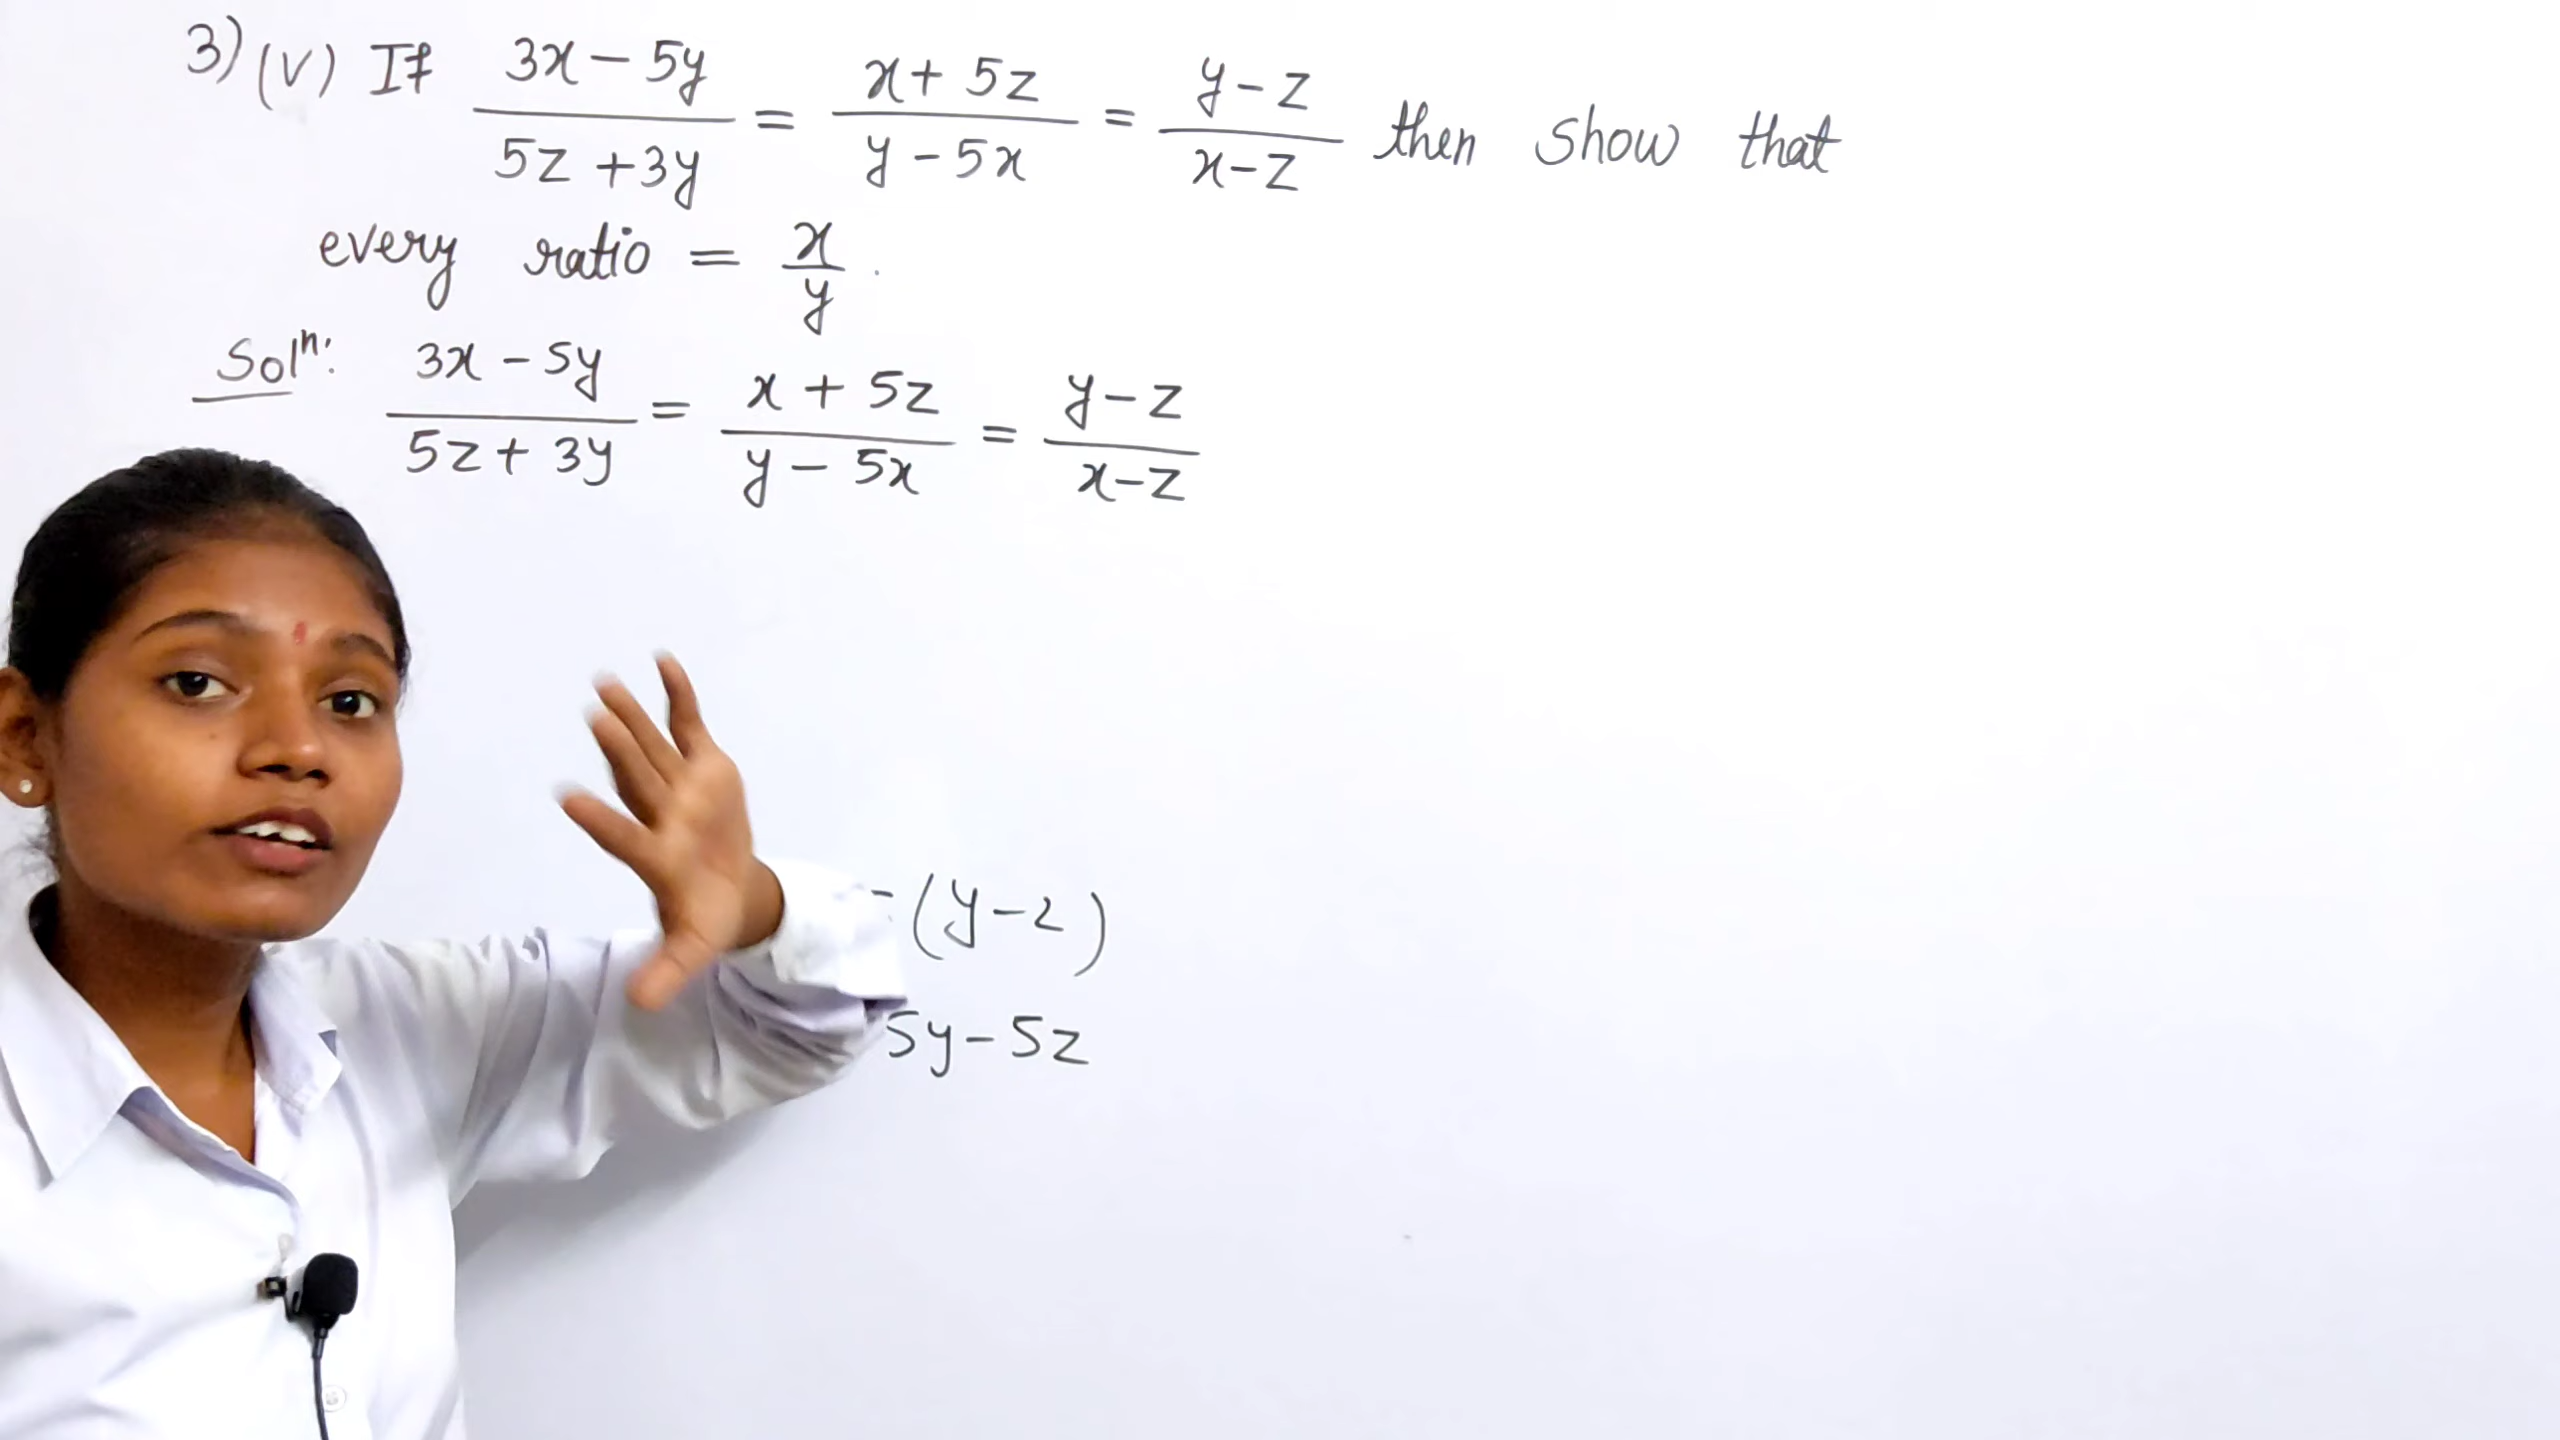 3) (v) If (3x - 5y)/(5z + 3y) = (x + 5z)/(y - 5x) = (y - z)/(x - z) then show that
every ratio = x/y.
Solⁿ: (3x - 5y)/(5z + 3y) = (x + 5z)/(y - 5x) = (y - z)/(x - z)
(y - z)
5y - 5z